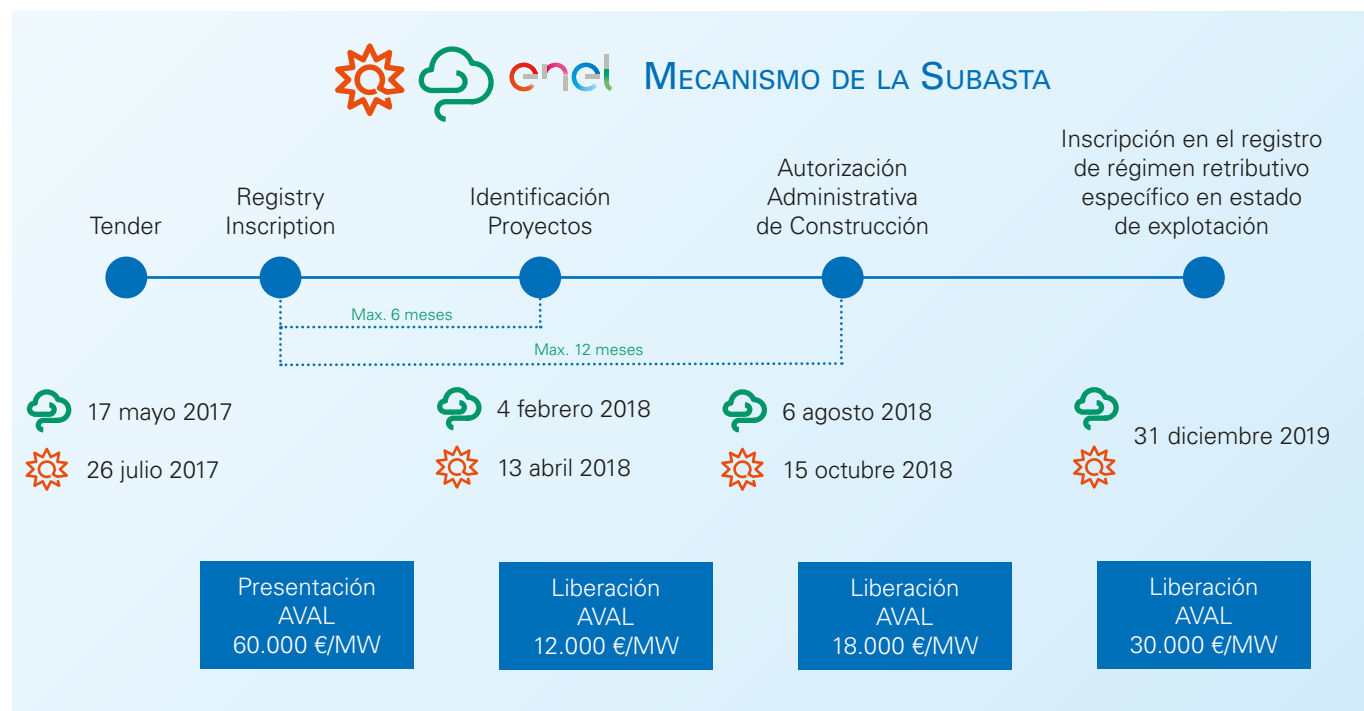 enel MECANISMO DE LA SUBASTA
Tender
Registry
Inscription
Identificación
Proyectos
Autorización
Administrativa
de Construcción
Inscripción en el registro
de régimen retributivo
específico en estado
de explotación
Max. 6 meses
Max. 12 meses
17 mayo 2017
26 julio 2017
4 febrero 2018
13 abril 2018
6 agosto 2018
15 octubre 2018
31 diciembre 2019
Presentación
AVAL
60.000 €/MW
Liberación
AVAL
12.000 €/MW
Liberación
AVAL
18.000 €/MW
Liberación
AVAL
30.000 €/MW